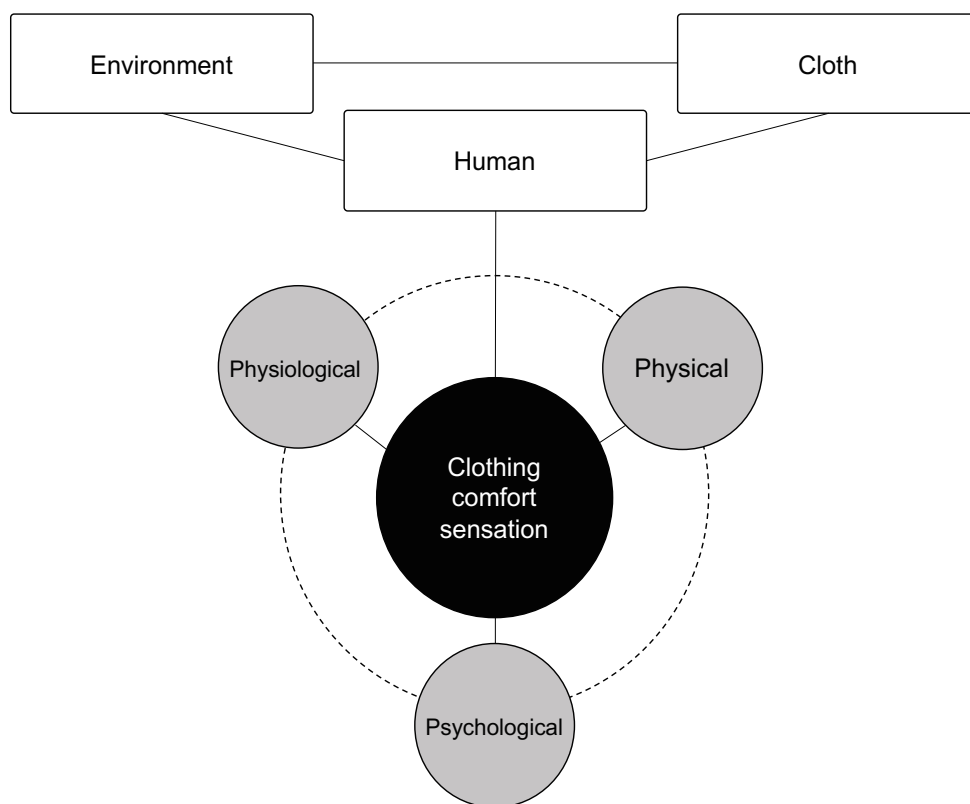 Environment
Cloth
Human
Physiological
Physical
Clothing
comfort
sensation
Psychological